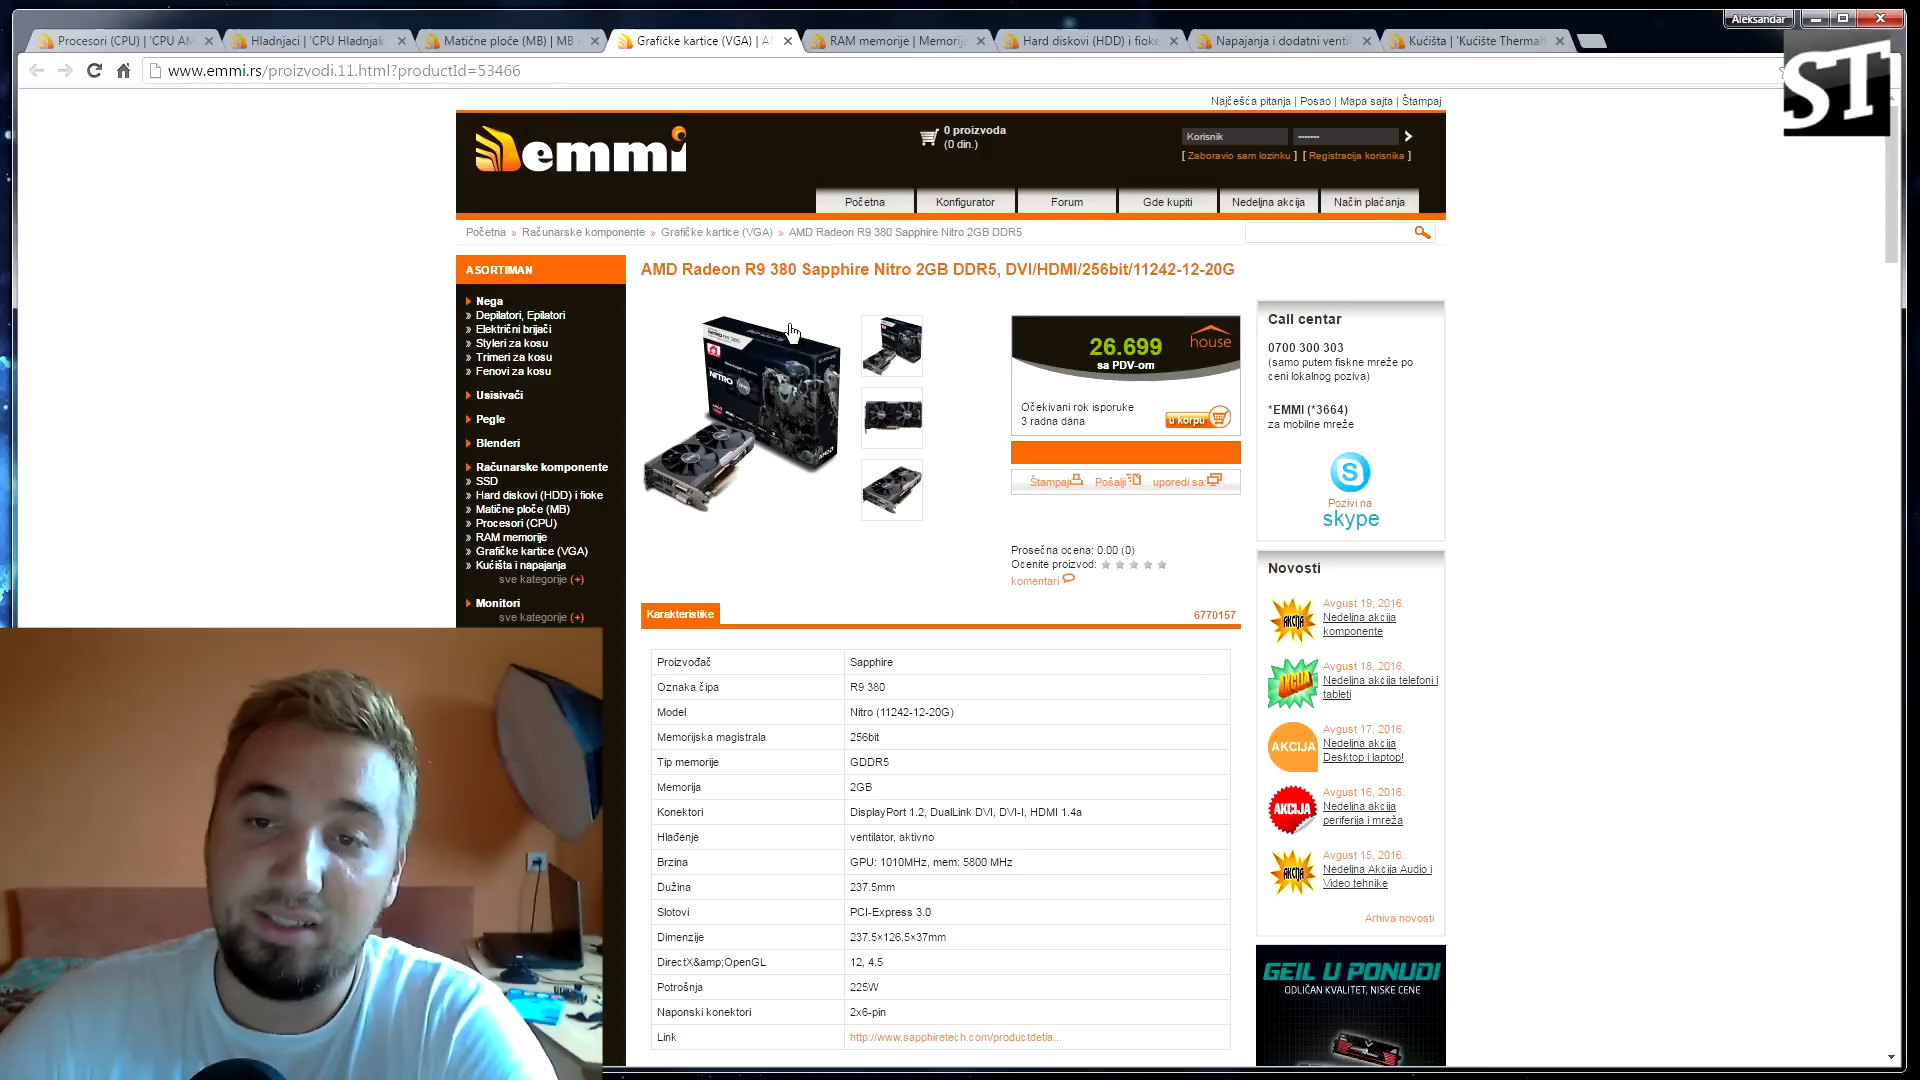 Aleksandar
Procesori (CPU) | 'CPU AM
Hladnjaci | 'CPU Hladnjak
Matične ploče (MB) | MB
Grafičke kartice (VGA) | A
RAM memorije | Memorija
Hard diskovi (HDD) i fioke
Napajanja i dodatni ventil
Kućišta | 'Kućište Thermalt
www.emmi.rs/proizvodi.11.html?productId=53466
ST
Najčešća pitanja | Posao | Mapa sajta | Štampaj
emmi
0 proizvoda
(0 din.)
Korisnik
-------
[ Zaboravio sam lozinku ] [ Registracija korisnika ]
Početna
Konfigurator
Forum
Gde kupiti
Nedeljna akcija
Način plaćanja
Početna » Računarske komponente » Grafičke kartice (VGA) » AMD Radeon R9 380 Sapphire Nitro 2GB DDR5
ASORTIMAN
Nega
» Depilatori, Epilatori
» Električni brijači
» Styleri za kosu
» Trimeri za kosu
» Fenovi za kosu
Usisivači
Pegle
Blenderi
Računarske komponente
» SSD
» Hard diskovi (HDD) i fioke
» Matične ploče (MB)
» Procesori (CPU)
» RAM memorije
» Grafičke kartice (VGA)
» Kućišta i napajanja
sve kategorije (+)
Monitori
sve kategorije (+)
AMD Radeon R9 380 Sapphire Nitro 2GB DDR5, DVI/HDMI/256bit/11242-12-20G
NITRO
AMD
26.699
sa PDV-om
house
Očekivani rok isporuke
3 radna dana
u korpu
Štampaj
Pošalji
uporedi sa:
Prosečna ocena: 0.00 (0)
Ocenite proizvod:
komentari
Karakteristike
6770157
Proizvođač Sapphire
Oznaka čipa R9 380
Model Nitro (11242-12-20G)
Memorijska magistrala 256bit
Tip memorije GDDR5
Memorija 2GB
Konektori DisplayPort 1.2, DualLink DVI, DVI-I, HDMI 1.4a
Hlađenje ventilator, aktivno
Brzina GPU: 1010MHz, mem: 5800 MHz
Dužina 237.5mm
Slotovi PCI-Express 3.0
Dimenzije 237.5×126.5×37mm
DirectX&amp;OpenGL 12, 4.5
Potrošnja 225W
Naponski konektori 2x6-pin
Link http://www.sapphiretech.com/productdetia...
Call centar
0700 300 303
(samo putem fiskne mreže po
ceni lokalnog poziva)
*EMMI (*3664)
za mobilne mreže
Pozivi na
skype
Novosti
AKCIJA
Avgust 19, 2016.
Nedeljna akcija
komponente
AKCIJA
Avgust 18, 2016.
Nedeljna akcija telefoni i
tableti
AKCIJA
Avgust 17, 2016.
Nedeljna akcija
Desktop i laptop!
AKCIJA
Avgust 16, 2016.
Nedeljna akcija
periferija i mreža
AKCIJA
Avgust 15, 2016.
Nedeljna Akcija Audio i
Video tehnike
Arhiva novosti
GEIL U PONUDI
ODLIČAN KVALITET, NISKE CENE